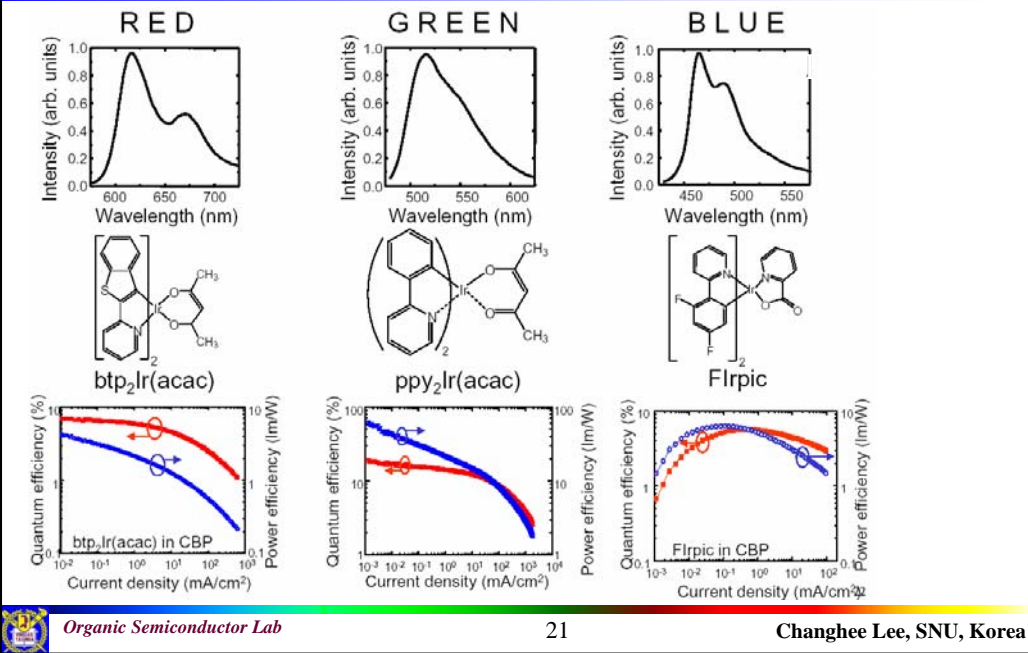 R E D
G R E E N
B L U E
Intensity (arb. units)
1.0
0.8
0.6
0.4
0.2
0.0
600 650 700
Wavelength (nm)
Intensity (arb. units)
1.0
0.8
0.6
0.4
0.2
0.0
500 550 600
Wavelength (nm)
Intensity (arb. units)
1.0
0.8
0.6
0.4
0.2
0.0
450 500 550
Wavelength (nm)
S
N
Ir
O
O
CH₃
CH₃
2
btp₂Ir(acac)
N
Ir
O
O
CH₃
CH₃
2
ppy₂Ir(acac)
F
F
N
Ir
N
O
O
2
FIrpic
Quantum efficiency (%)
10
1
0.1
10
1
0.1
Power efficiency (lm/W)
btp₂Ir(acac) in CBP
10⁻² 10⁻¹ 10⁰ 10¹ 10² 10³
Current density (mA/cm²)
Quantum efficiency (%)
100
10
1
100
10
1
Power efficiency (lm/W)
10⁻³ 10⁻² 10⁻¹ 10⁰ 10¹ 10² 10³ 10⁴
Current density (mA/cm²)
Quantum efficiency (%)
10
1
0.1
10
1
0.1
Power efficiency (lm/W)
FIrpic in CBP
10⁻³ 10⁻² 10⁻¹ 10⁰ 10¹ 10²
Current density (mA/cm²)
22
Organic Semiconductor Lab
21
Changhee Lee, SNU, Korea